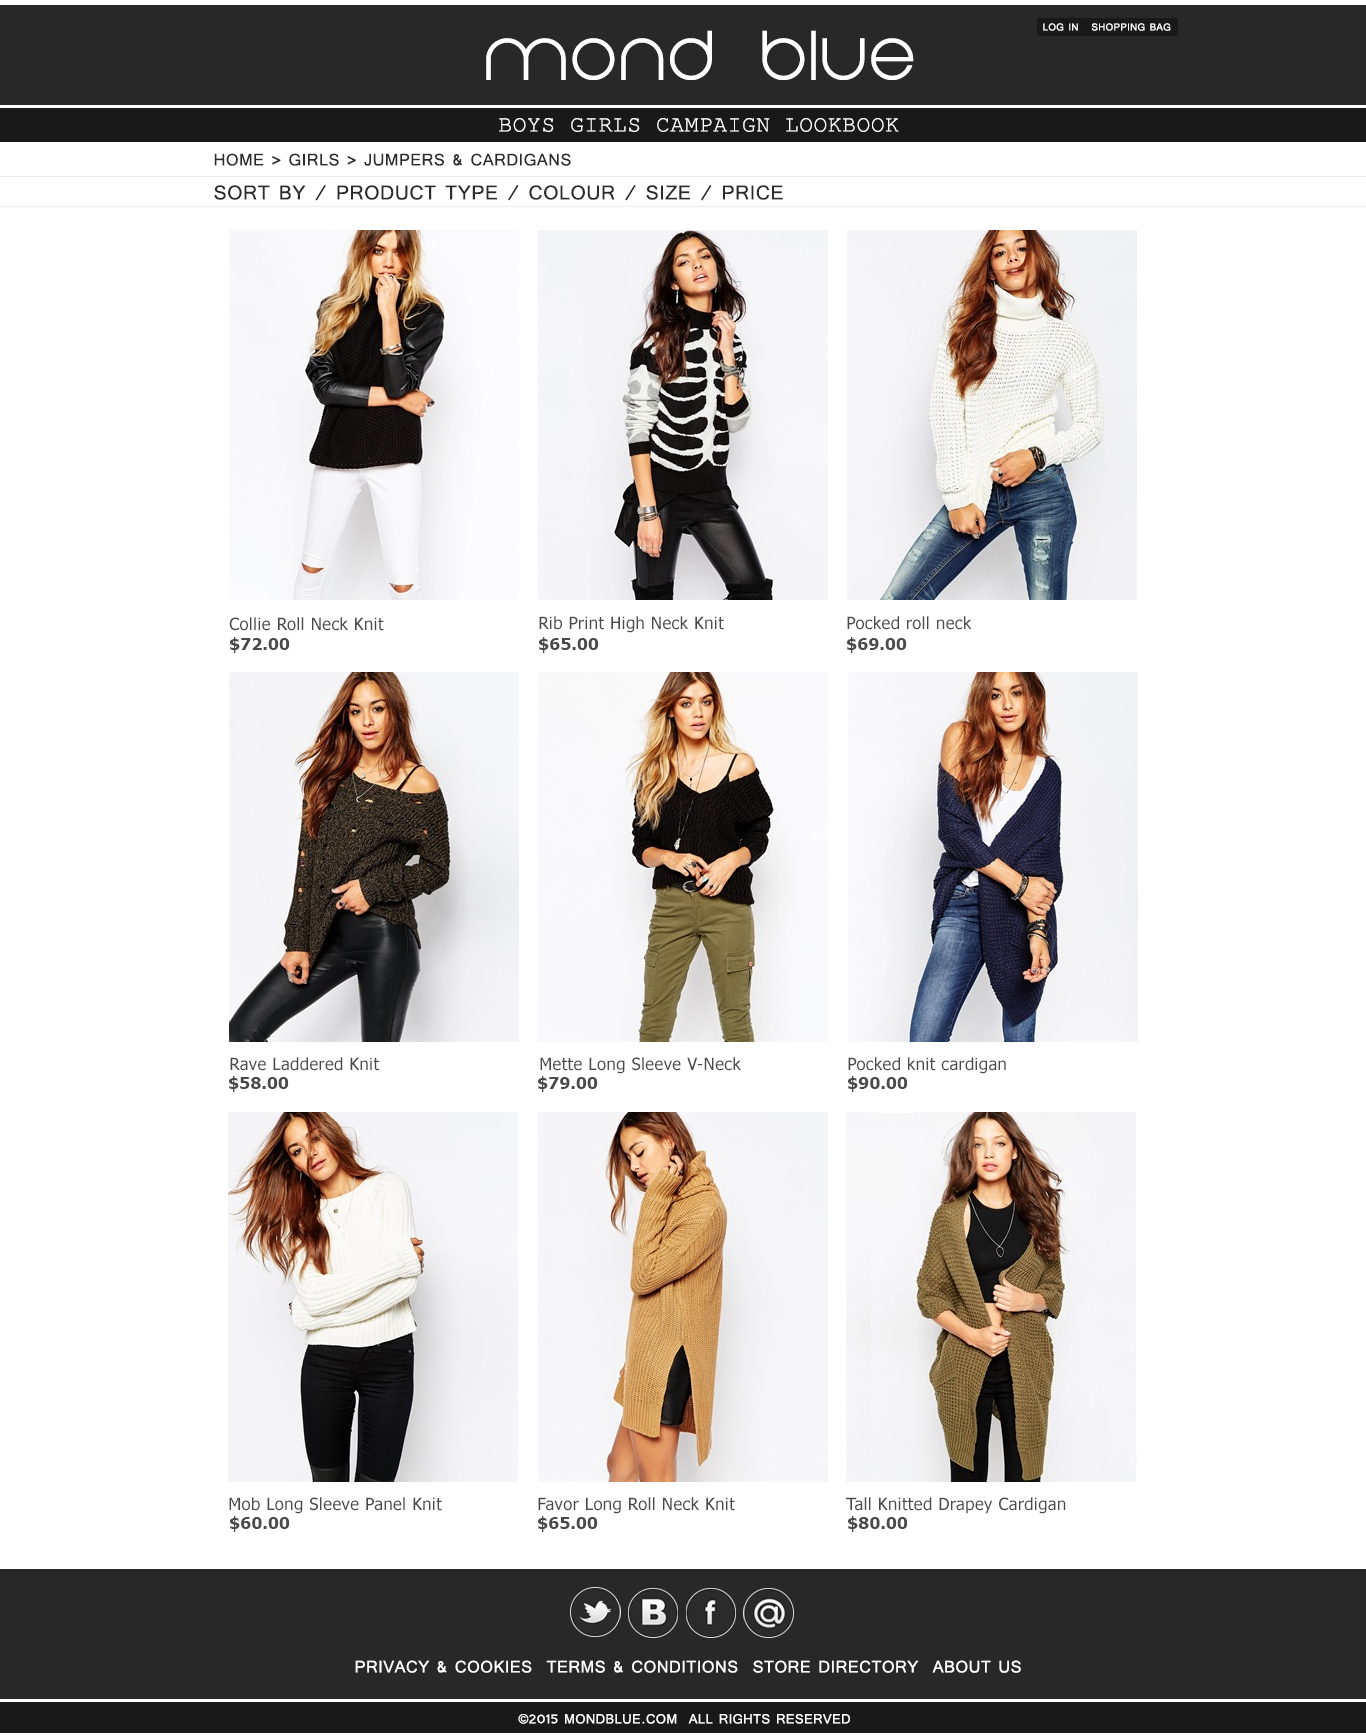 LOG IN SHOPPING BAG
mond blue
BOYS GIRLS CAMPAIGN LOOKBOOK
HOME > GIRLS > JUMPERS & CARDIGANS
SORT BY / PRODUCT TYPE / COLOUR / SIZE / PRICE
Collie Roll Neck Knit
$72.00
Rib Print High Neck Knit
$65.00
Pocked roll neck
$69.00
Rave Laddered Knit
$58.00
Mette Long Sleeve V-Neck
$79.00
Pocked knit cardigan
$90.00
Mob Long Sleeve Panel Knit
$60.00
Favor Long Roll Neck Knit
$65.00
Tall Knitted Drapey Cardigan
$80.00
B f @
PRIVACY & COOKIES TERMS & CONDITIONS STORE DIRECTORY ABOUT US
©2015 MONDBLUE.COM ALL RIGHTS RESERVED